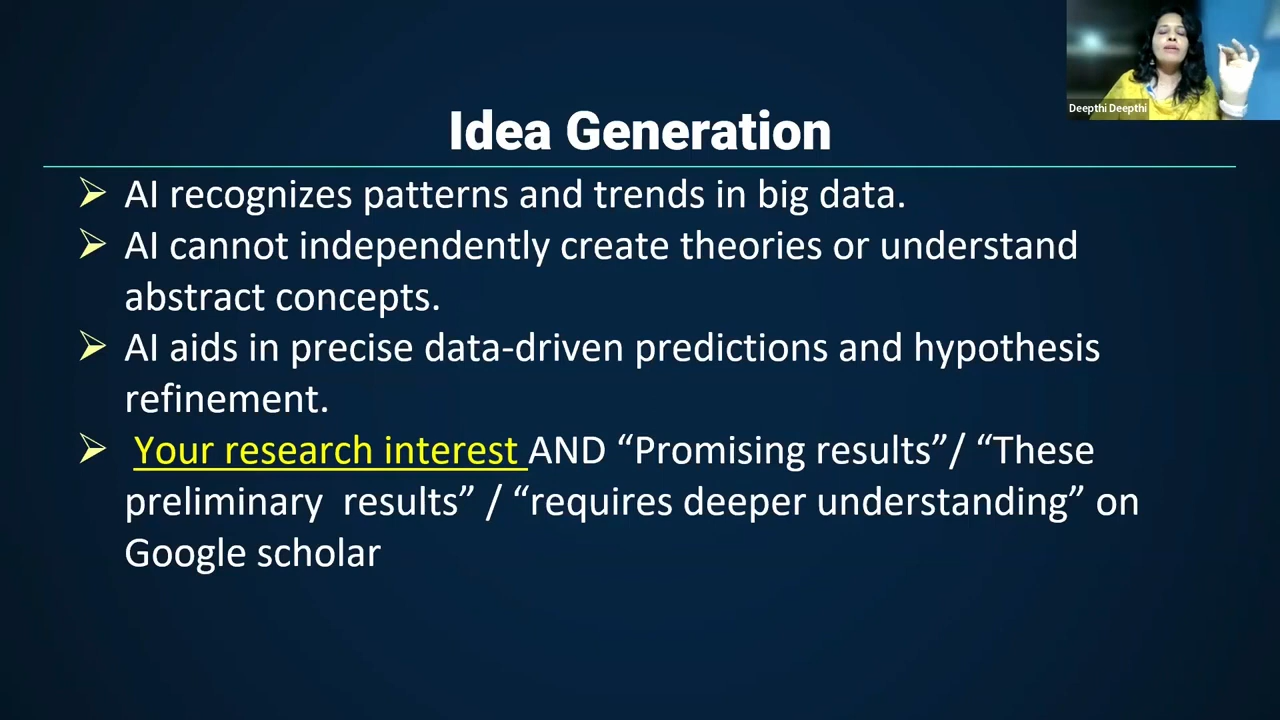 Deepthi Deepthi
Idea Generation
➢ AI recognizes patterns and trends in big data.
➢ AI cannot independently create theories or understand
abstract concepts.
➢ AI aids in precise data-driven predictions and hypothesis
refinement.
➢ Your research interest AND “Promising results”/ “These
preliminary results” / “requires deeper understanding” on
Google scholar